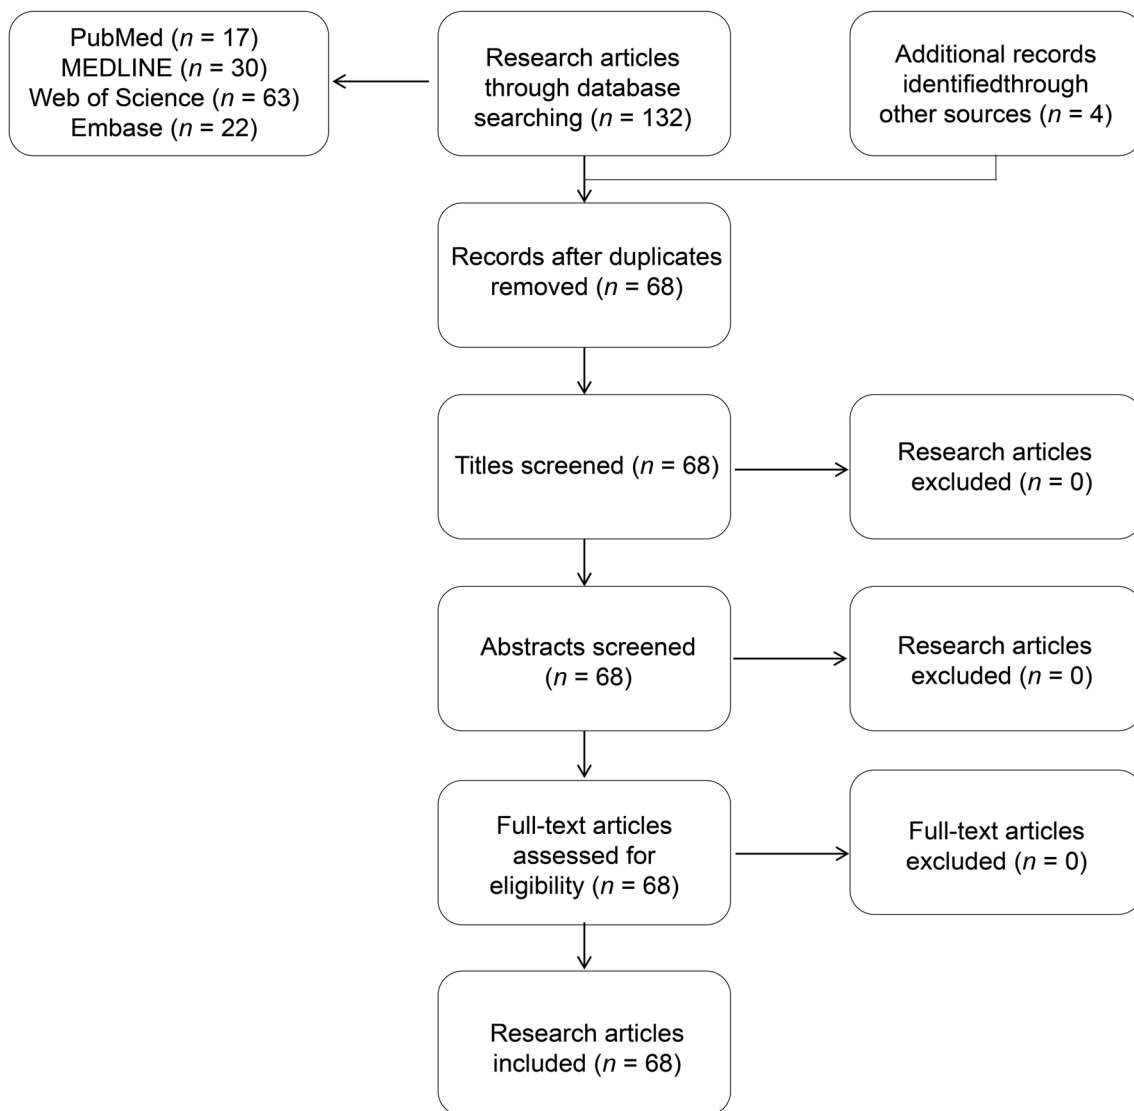 PubMed (n = 17)
MEDLINE (n = 30)
Web of Science (n = 63)
Embase (n = 22)
Research articles
through database
searching (n = 132)
Additional records
identifiedthrough
other sources (n = 4)
Records after duplicates
removed (n = 68)
Titles screened (n = 68)
Research articles
excluded (n = 0)
Abstracts screened
(n = 68)
Research articles
excluded (n = 0)
Full-text articles
assessed for
eligibility (n = 68)
Full-text articles
excluded (n = 0)
Research articles
included (n = 68)